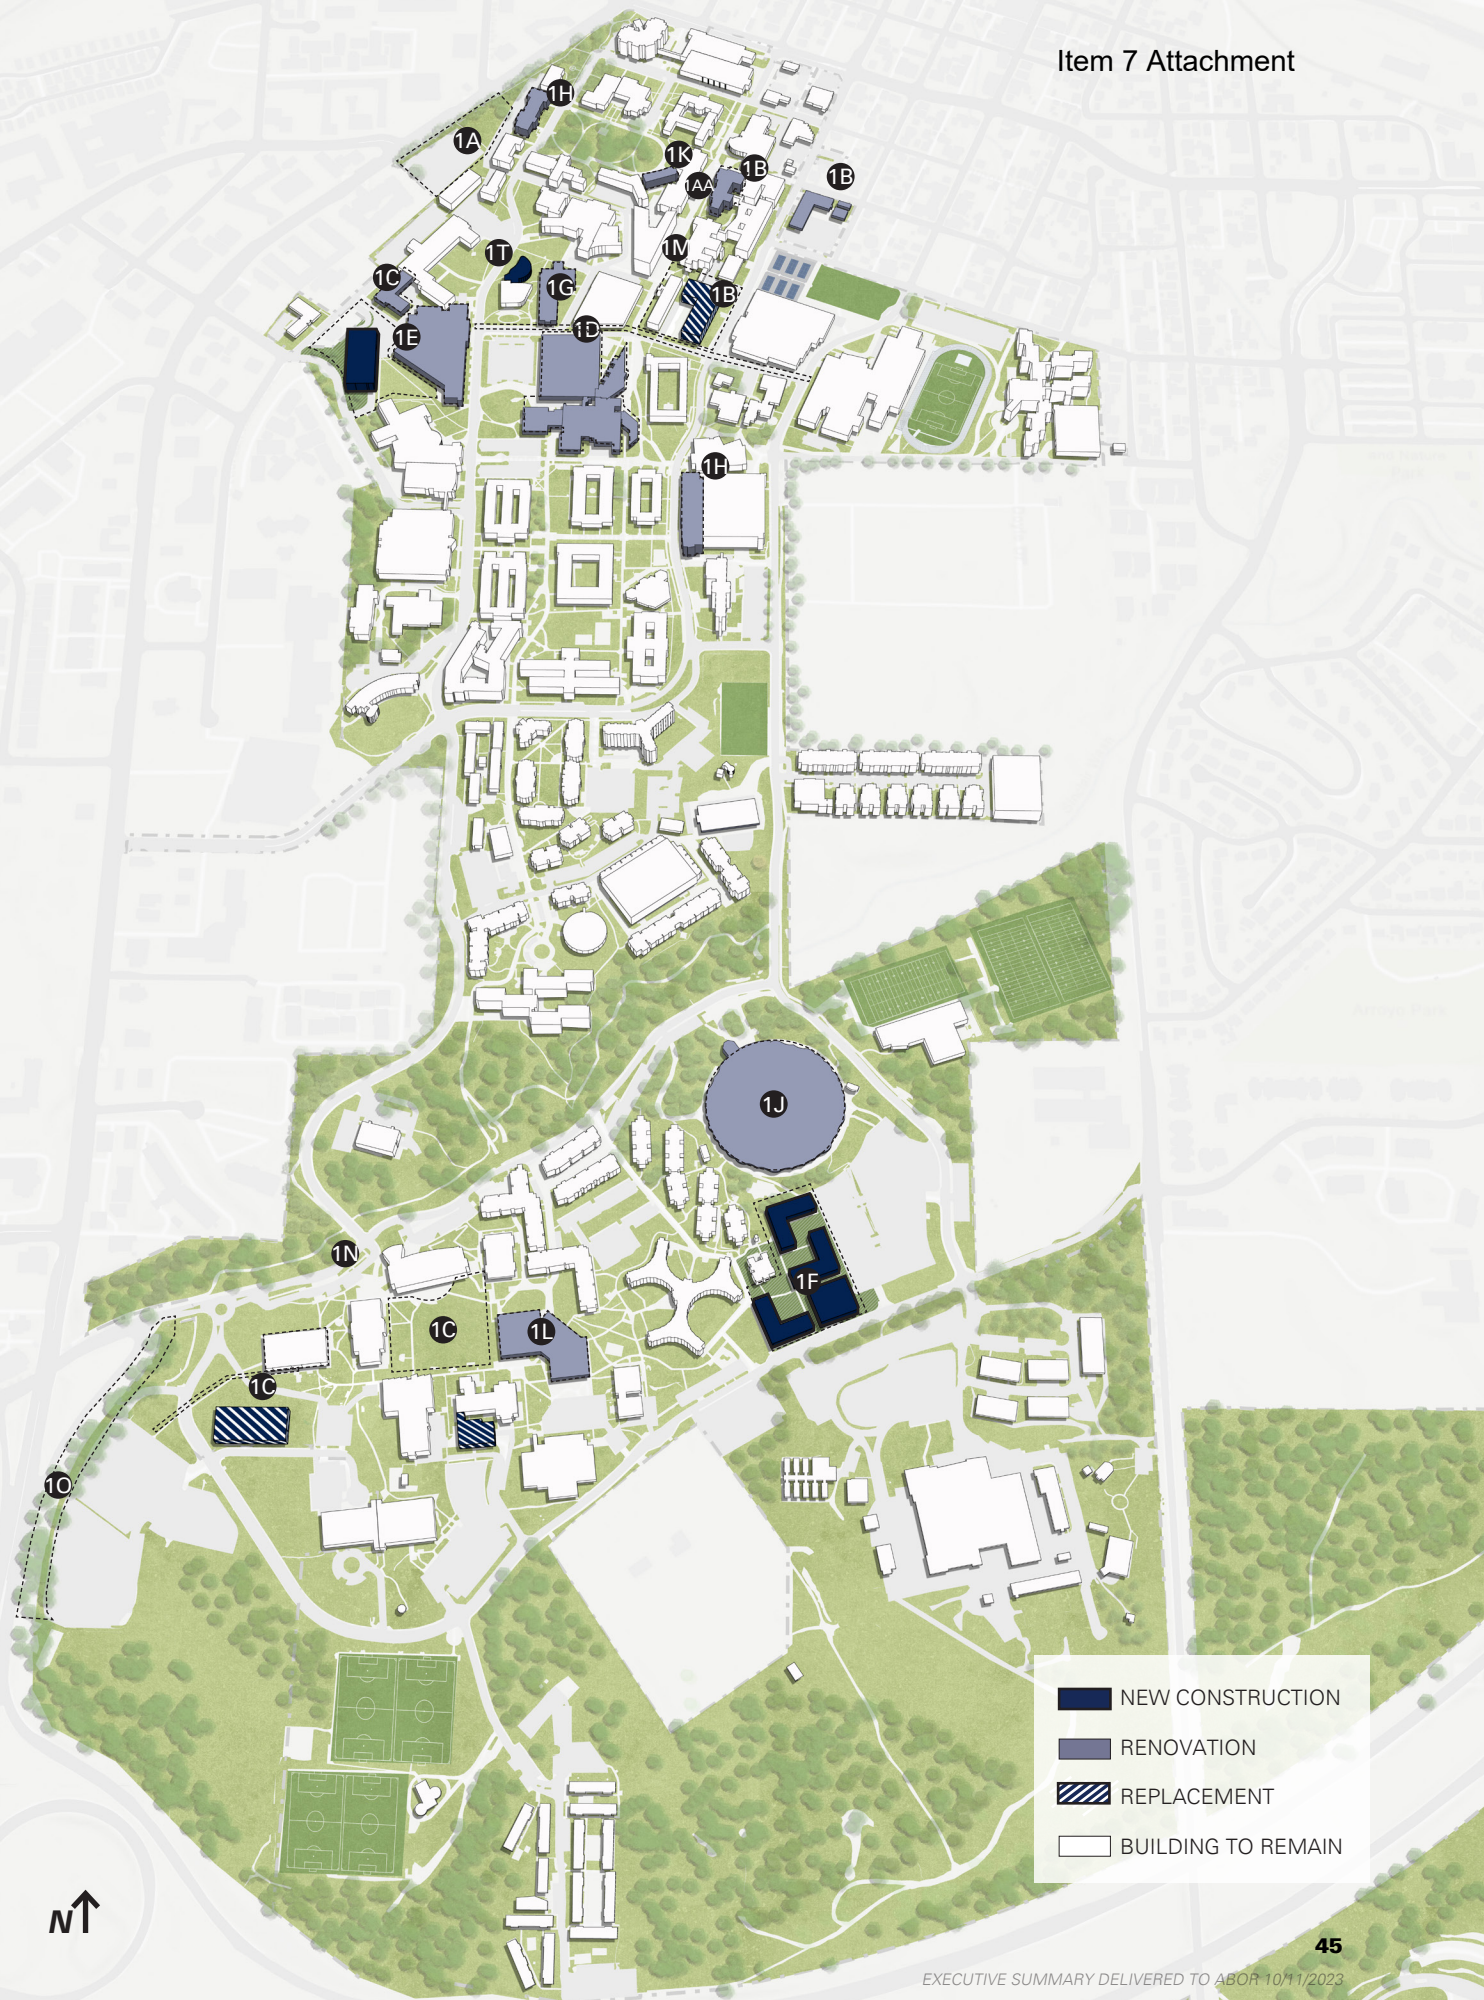 Item 7 Attachment
1H
1A
1K
1B
1AA
1B
1M
1T
1C
1G
1B
1D
1E
1H
1J
1N
1F
1C
1L
1C
1O
NEW CONSTRUCTION
RENOVATION
REPLACEMENT
BUILDING TO REMAIN
N
45
EXECUTIVE SUMMARY DELIVERED TO ABOR 10/11/2023